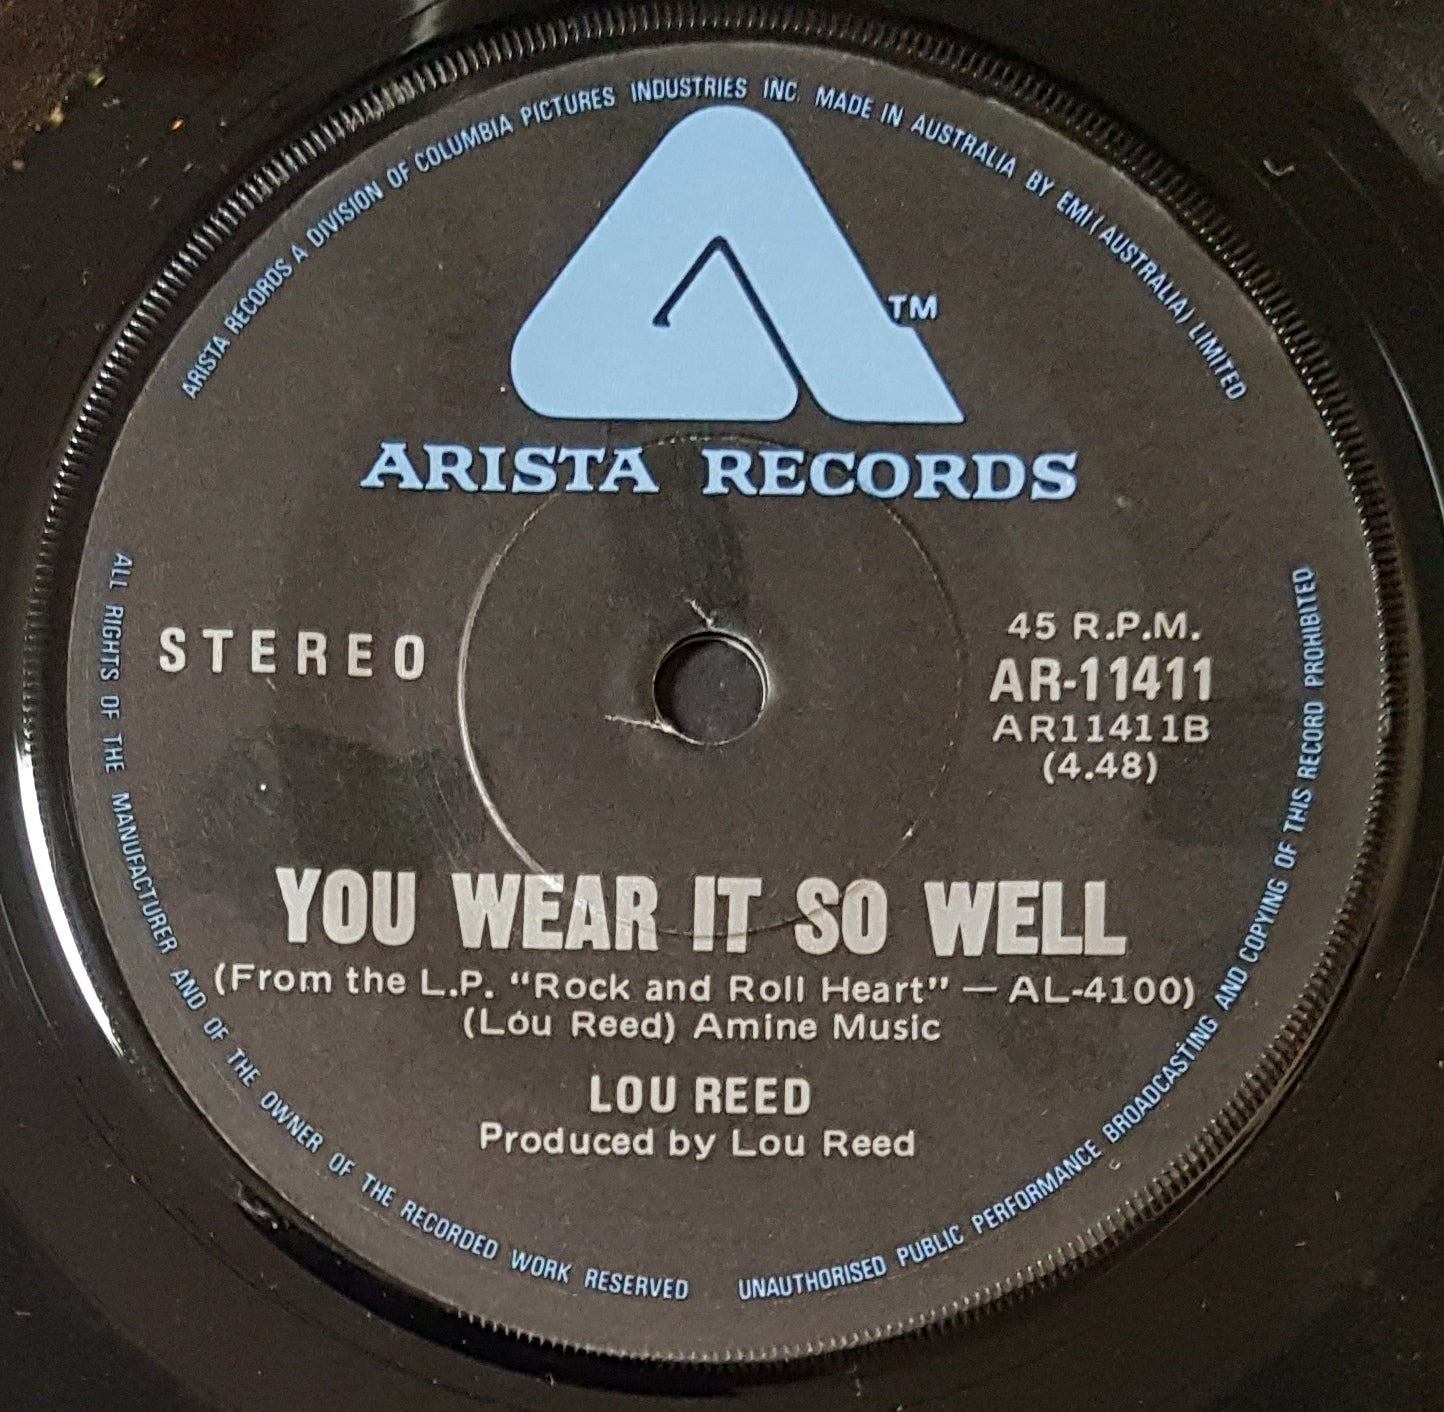 ARISTA RECORDS A DIVISION OF COLUMBIA PICTURES INDUSTRIES INC. MADE IN AUSTRALIA BY EMI (AUSTRALIA) LIMITED
TM
ARISTA RECORDS
STEREO
45 R.P.M.
AR-11411
AR11411B
(4.48)
YOU WEAR IT SO WELL
(From the L.P. “Rock and Roll Heart” — AL-4100)
(Lou Reed) Amine Music
LOU REED
Produced by Lou Reed
ALL RIGHTS OF THE MANUFACTURER AND OF THE OWNER OF THE RECORDED WORK RESERVED
UNAUTHORISED PUBLIC PERFORMANCE BROADCASTING AND COPYING OF THIS RECORD PROHIBITED